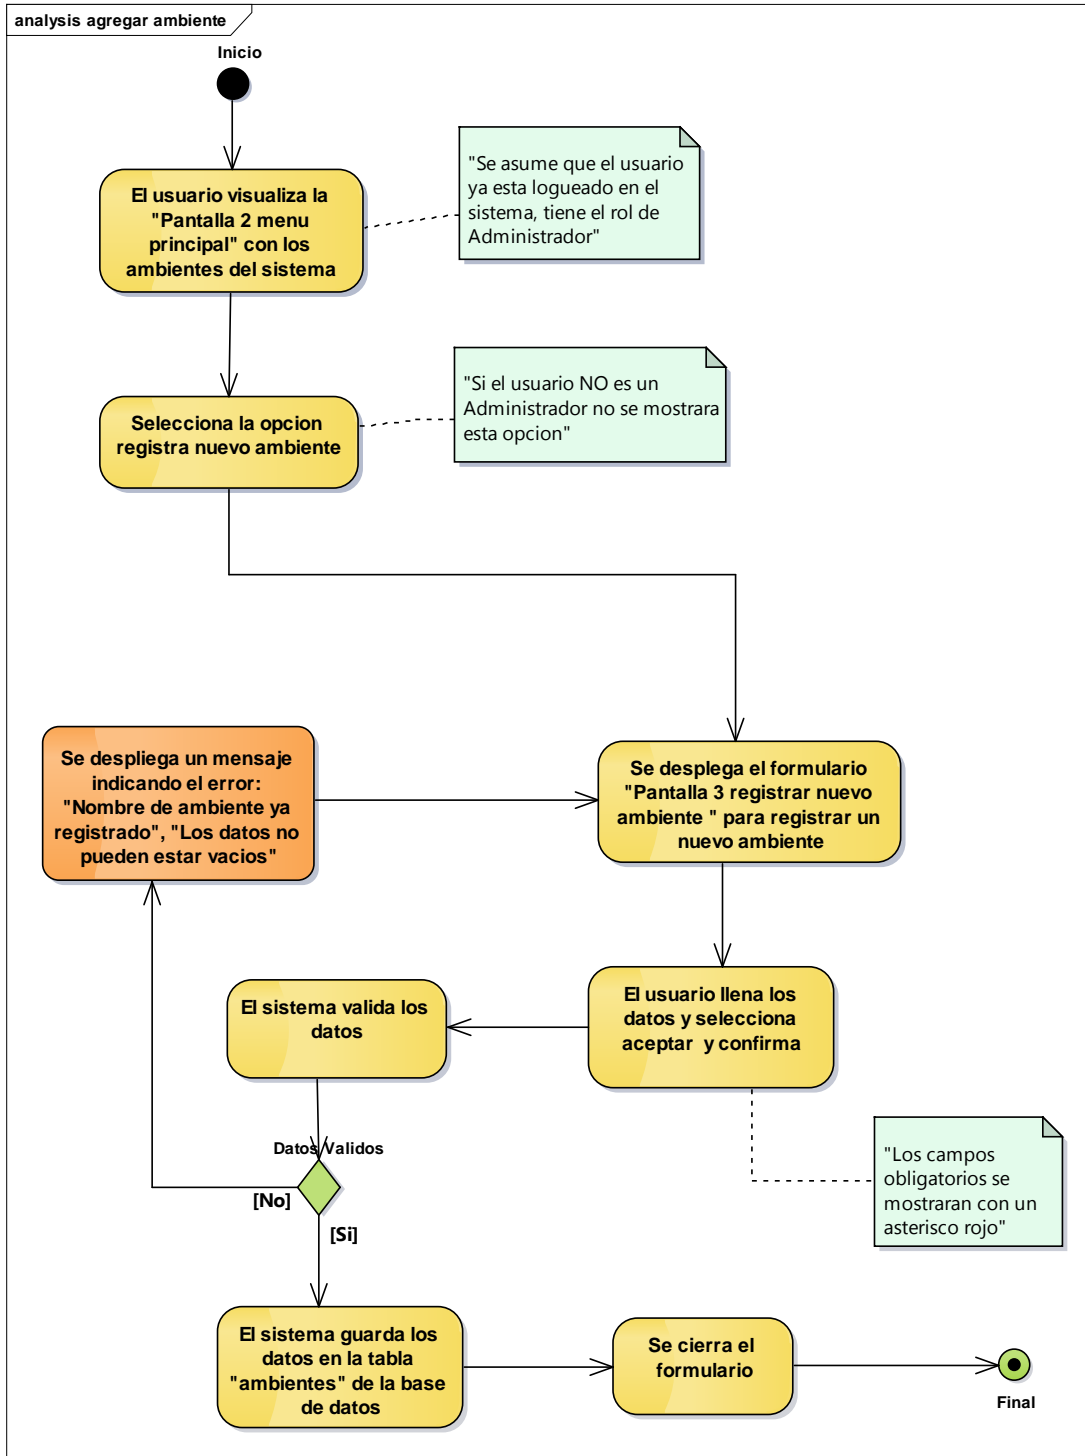 analysis agregar ambiente
Inicio
"Se asume que el usuario
ya esta logueado en el
sistema, tiene el rol de
Administrador"
El usuario visualiza la
"Pantalla 2 menu
principal" con los
ambientes del sistema
"Si el usuario NO es un
Administrador no se mostrara
esta opcion"
Selecciona la opcion
registra nuevo ambiente
Se despliega un mensaje
indicando el error:
"Nombre de ambiente ya
registrado", "Los datos no
pueden estar vacios"
Se desplega el formulario
"Pantalla 3 registrar nuevo
ambiente " para registrar un
nuevo ambiente
El sistema valida los
datos
El usuario llena los
datos y selecciona
aceptar  y confirma
Datos Validos
[No]
[Si]
"Los campos
obligatorios se
mostraran con un
asterisco rojo"
El sistema guarda los
datos en la tabla
"ambientes" de la base
de datos
Se cierra el
formulario
Final